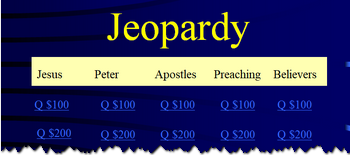 Jeopardy
Jesus Peter Apostles Preaching Believers
Q $100 Q $100 Q $100 Q $100 Q $100
Q $200 Q $200 Q $200 Q $200 Q $200